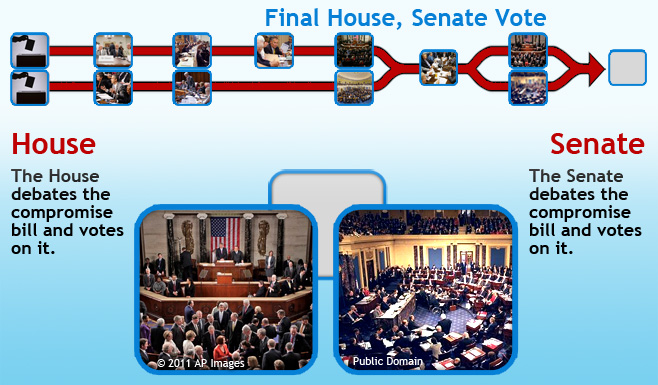 Final House, Senate Vote
House
The House
debates the
compromise
bill and votes
on it.
Senate
The Senate
debates the
compromise
bill and votes
on it.
© 2011 AP Images
Public Domain